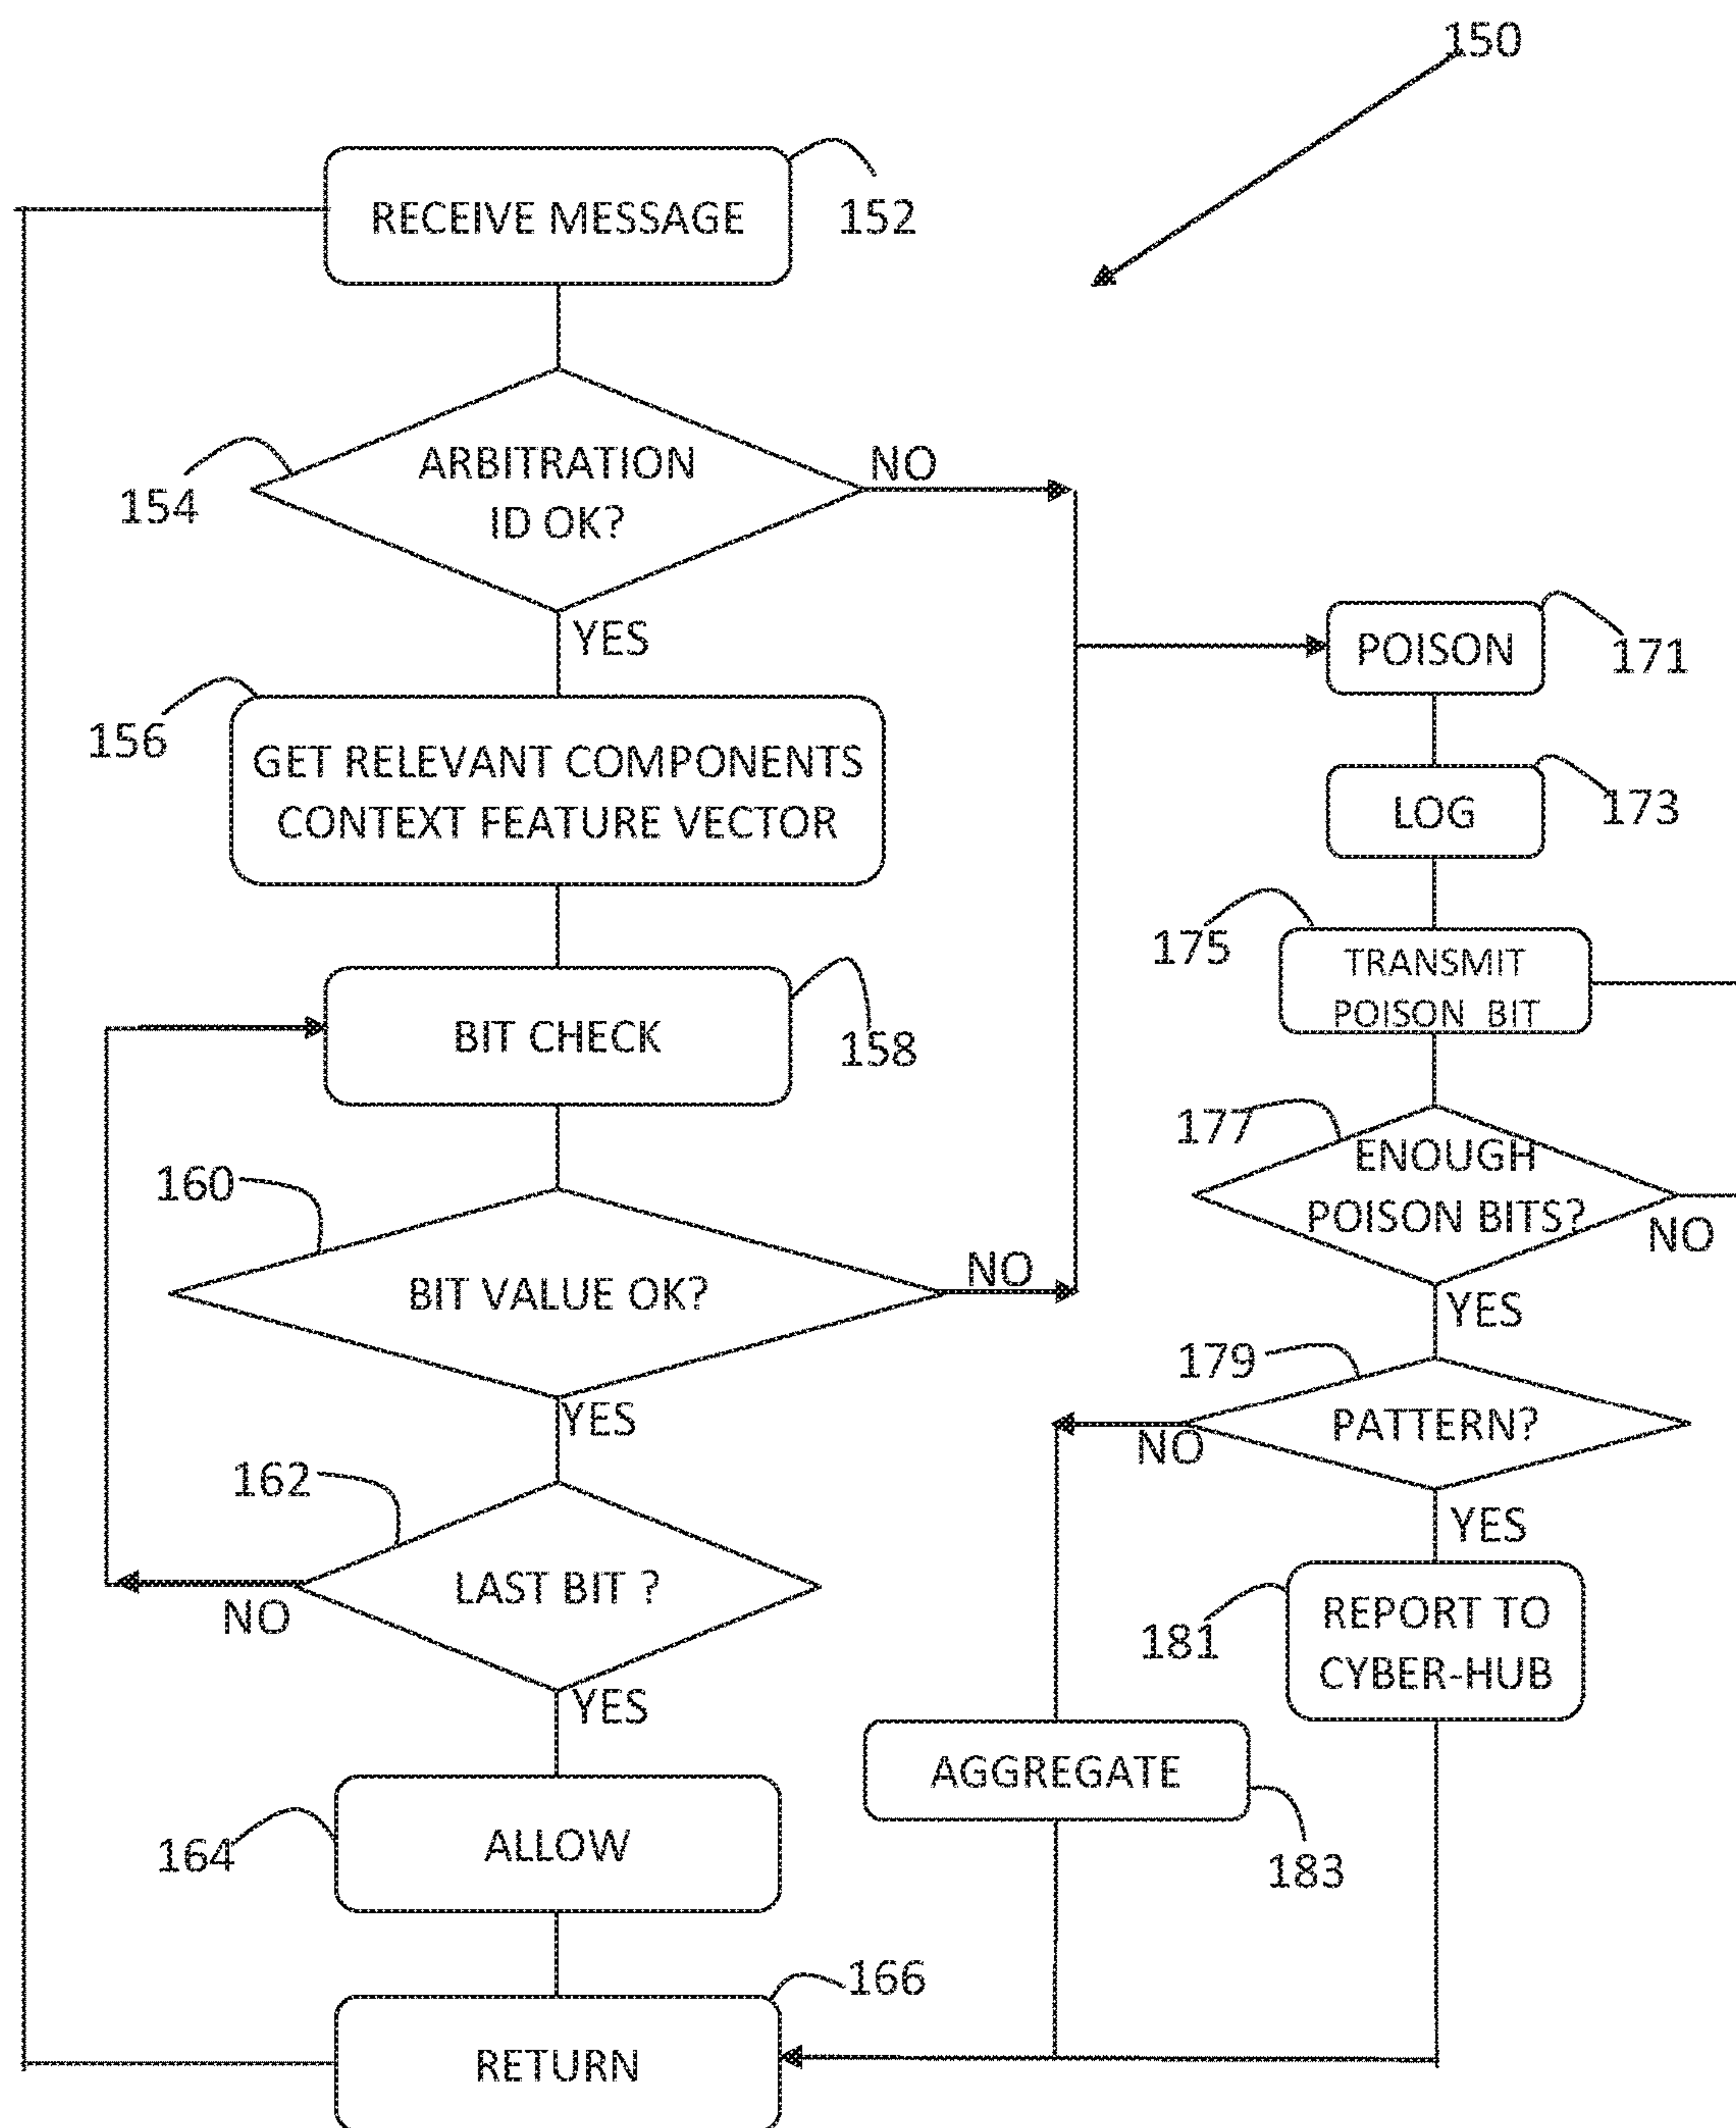 150
RECEIVE MESSAGE
152
ARBITRATION
ID OK?
NO
154
YES
156
GET RELEVANT COMPONENTS
CONTEXT FEATURE VECTOR
BIT CHECK
158
160
BIT VALUE OK?
NO
YES
162
LAST BIT ?
NO
YES
164
ALLOW
166
RETURN
POISON
171
LOG
173
175
TRANSMIT
POISON BIT
177
ENOUGH
POISON BITS?
NO
YES
179
PATTERN?
NO
YES
181
REPORT TO
CYBER-HUB
AGGREGATE
183